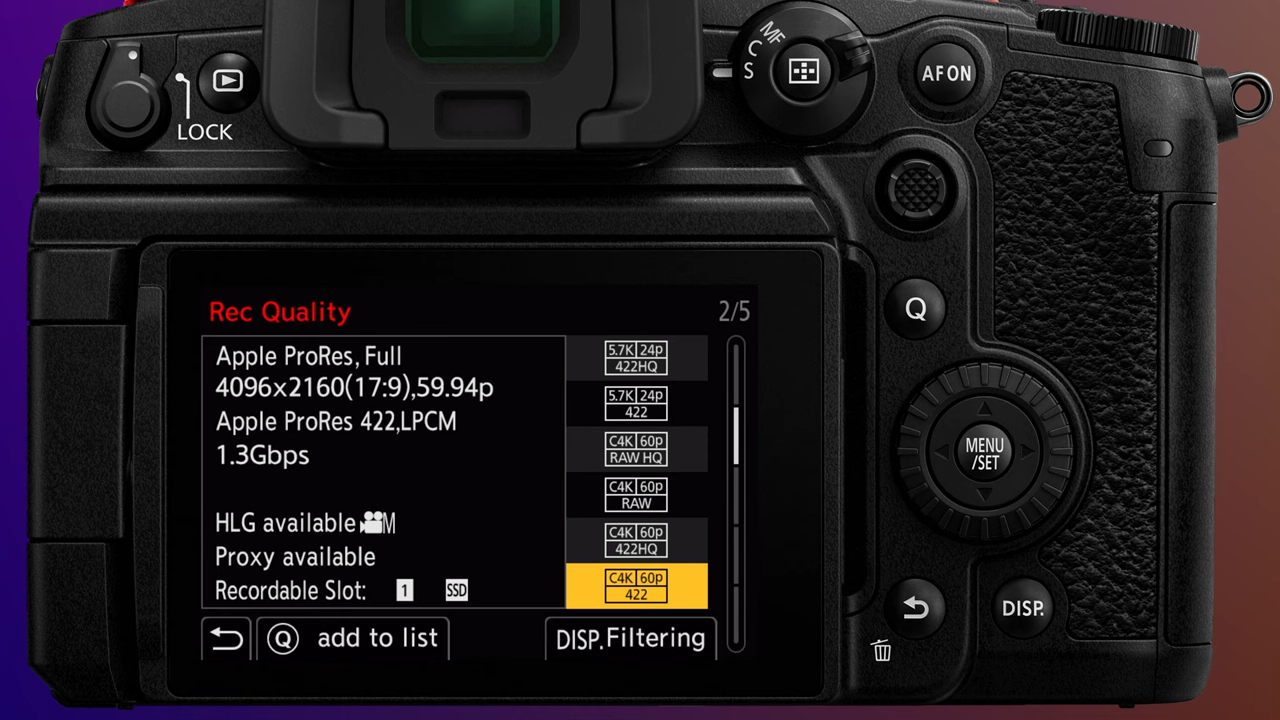 MF
C
S
AF ON
LOCK
Q
MENU
/SET
DISP.
Rec Quality
2/5
Apple ProRes, Full
4096x2160(17:9),59.94p
Apple ProRes 422,LPCM
1.3Gbps
HLG available M
Proxy available
Recordable Slot: 1 SSD
5.7K 24p
422HQ
5.7K 24p
422
C4K 60p
RAW HQ
C4K 60p
RAW
C4K 60p
422HQ
C4K 60p
422
Q add to list
DISP.Filtering